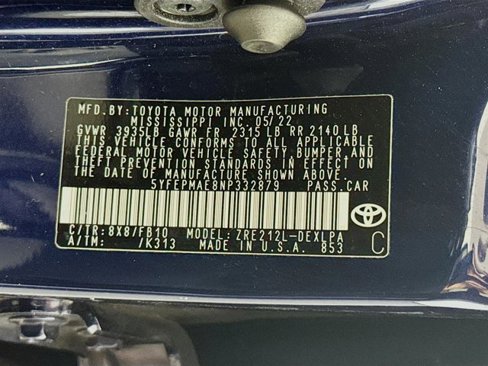 MFD.BY:TOYOTA MOTOR MANUFACTURING
MISSISSIPPI INC. 05/22
GVWR 3935LB GAWR FR 2315 LB RR 2140 LB
THIS VEHICLE CONFORMS TO ALL APPLICABLE
FEDERAL MOTOR VEHICLE SAFETY, BUMPER AND
THEFT PREVENTION STANDARDS IN EFFECT ON
THE DATE OF MANUFACTURE SHOWN ABOVE.
5YFEPMAE8NP332879 PASS.CAR
C/TR:8X8/FB10 MODEL:ZRE212L-DEXLPA
A/TM: /K313 MADE IN U.S.A. 853
C